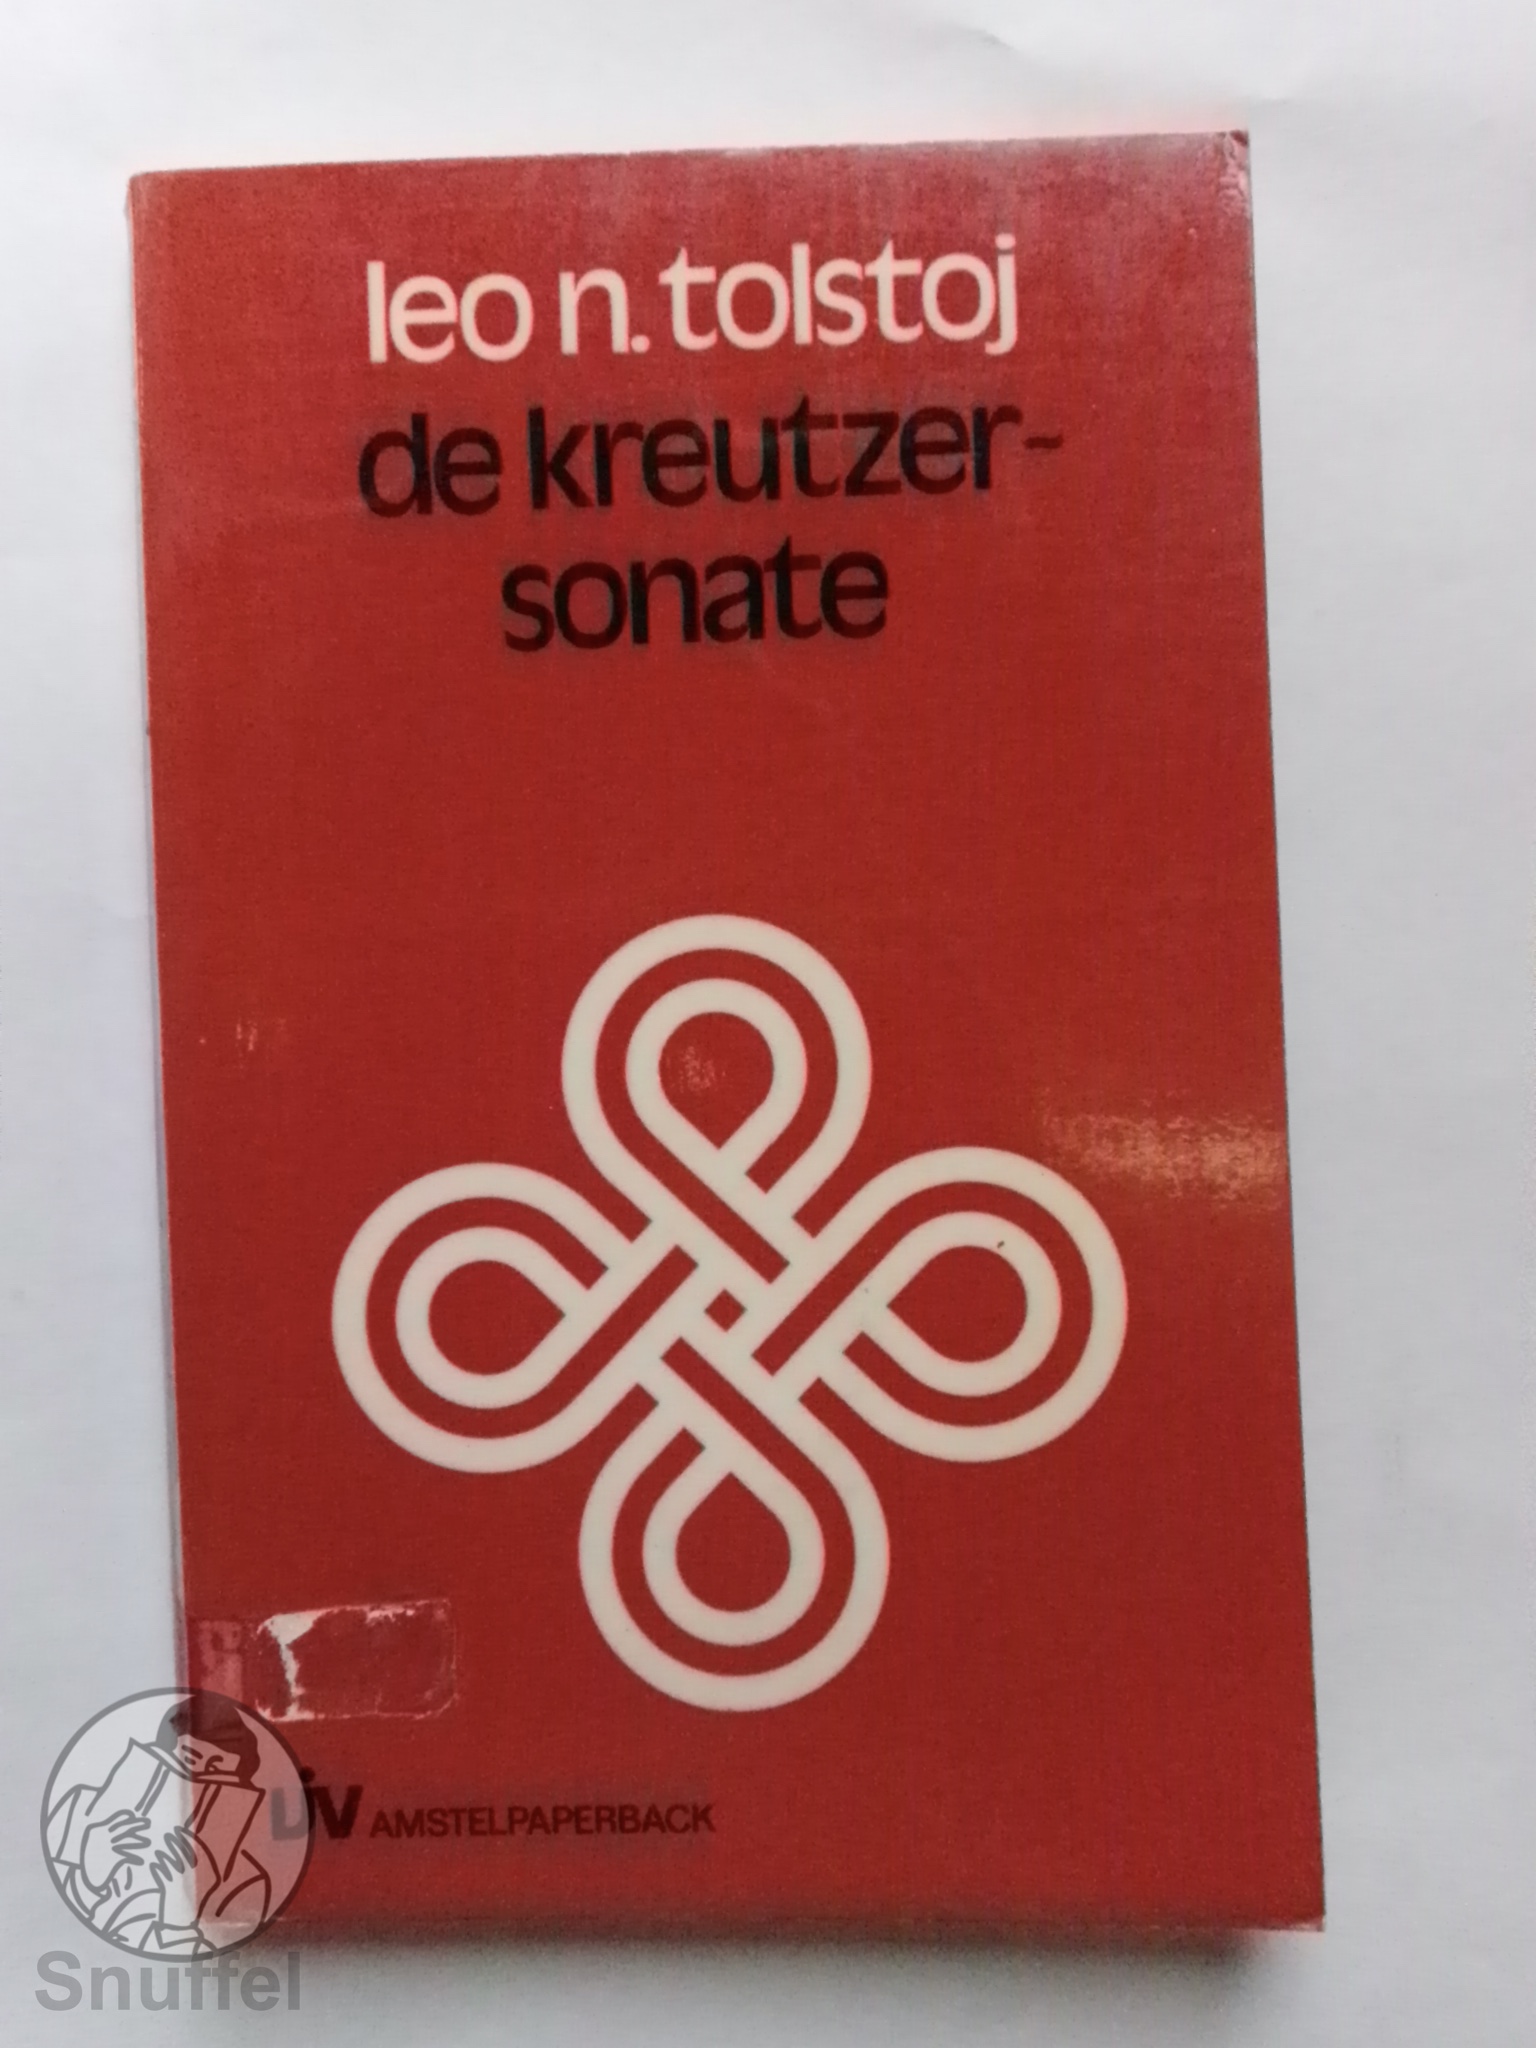 leo n. tolstoj
de kreutzer-
sonate
AMSTELPAPERBACK
Snuffel